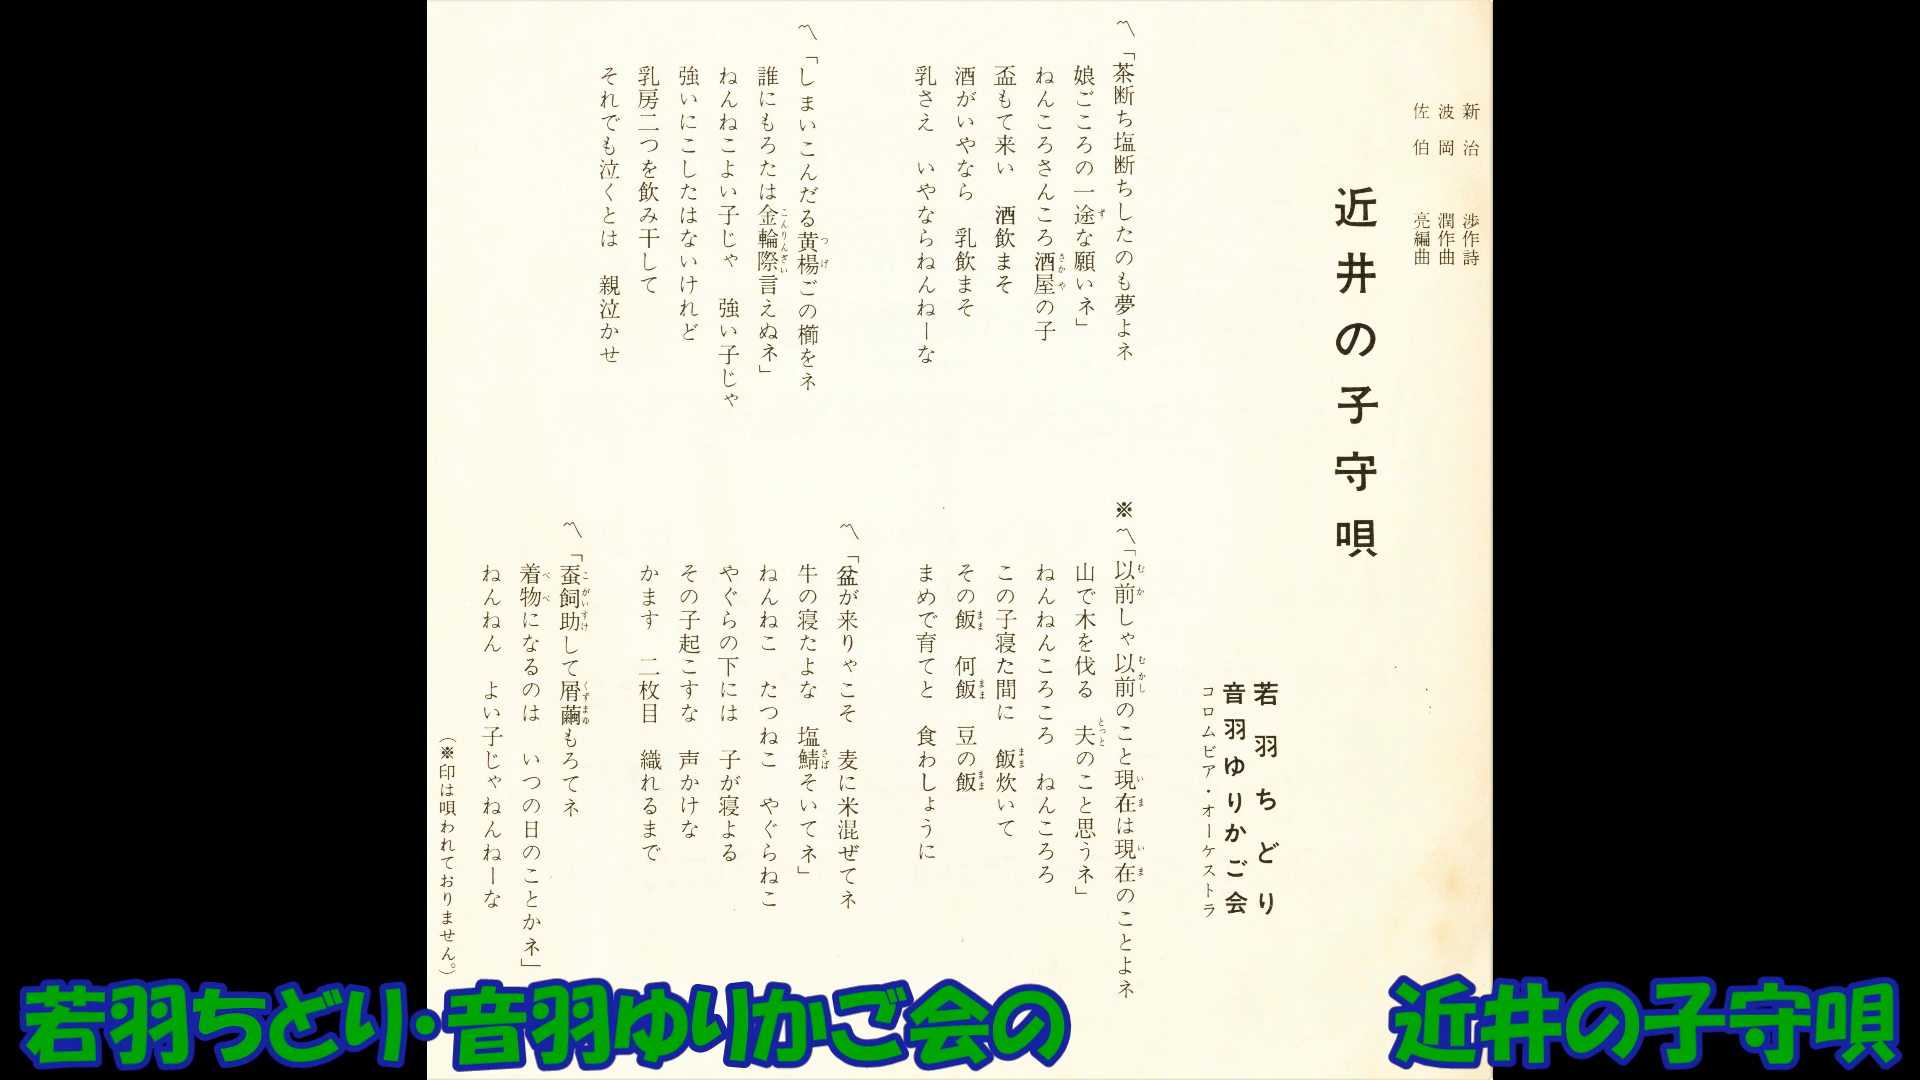 新治渉作詩
波岡潤作曲
佐伯亮編曲
近井の子守唄
若羽ちどり
音羽ゆりかご会
コロムビア・オーケストラ
〽「茶断ち塩断ちしたのも夢よネ
娘ごころの一途な願いネ」
ねんころさんころ酒屋の子
盃もて来い　酒飲まそ
酒がいやなら　乳飲まそ
乳さえ　いやならねんねーな
〽「しまいこんだる黄楊ごの櫛をネ
誰にもろたは金輪際言えぬネ」
ねんねこよい子じゃ　強い子じゃ
強いにこしたはないけれど
乳房二つを飲み干して
それでも泣くとは　親泣かせ
※〽「以前しゃ以前のこと現在は現在のことよネ
山で木を伐る　夫のこと思うネ」
ねんねんころころ　ねんころろ
この子寝た間に　飯炊いて
その飯　何飯　豆の飯
まめで育てと　食わしょうに
〽「盆が来りゃこそ　麦に米混ぜてネ
牛の寝たよな　塩鯖そいてネ」
ねんねこ　たつねこ　やぐらねこ
やぐらの下には　子が寝よる
その子起こすな　声かけな
かます　二枚目　織れるまで
〽「蚕飼助して屑繭もろてネ
着物になるのは　いつの日のことかネ」
ねんねん　よい子じゃねんねーな
（※印は唄われておりません。）
若羽ちどり・音羽ゆりかご会の　近井の子守唄